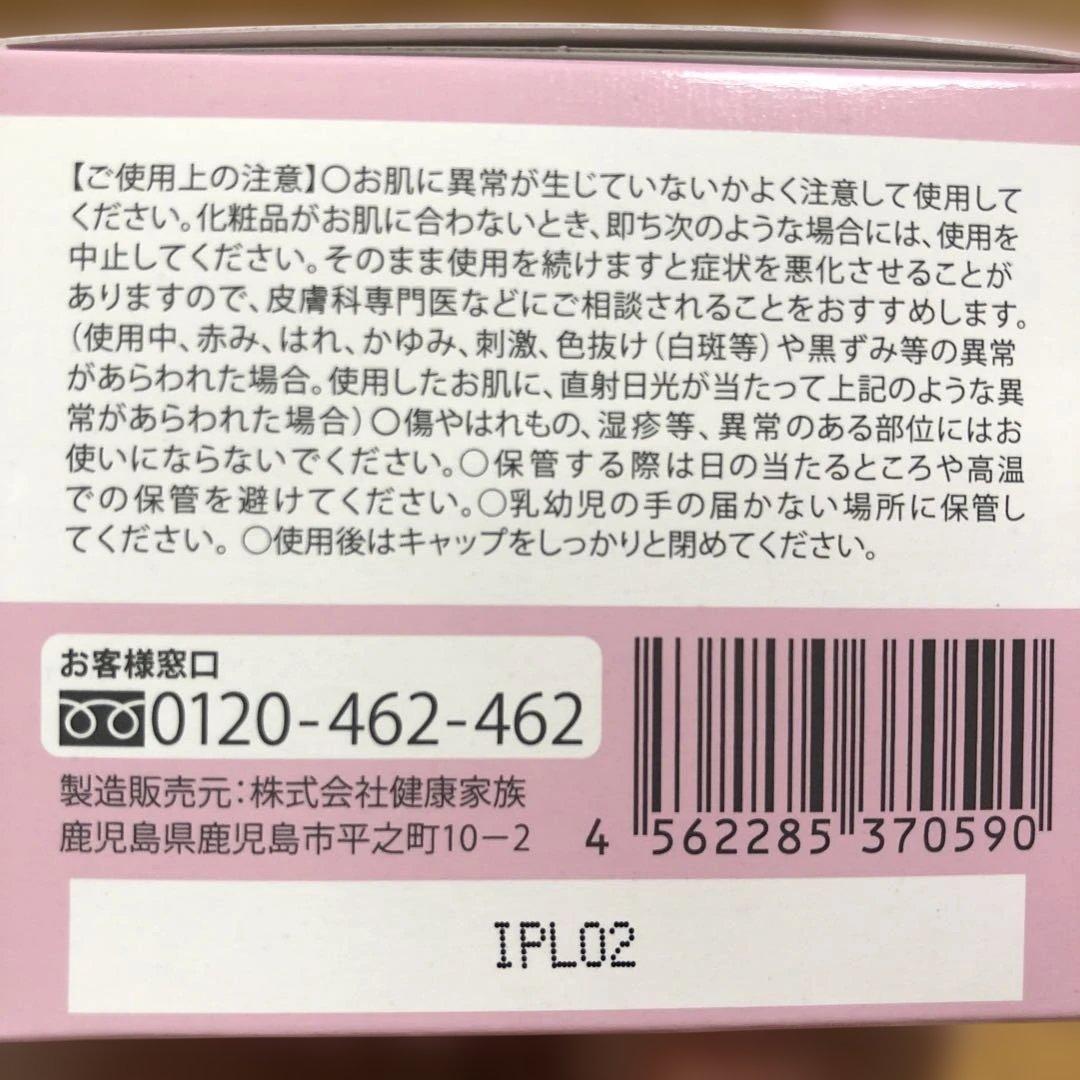 【ご使用上の注意】〇お肌に異常が生じていないかよく注意して使用して
ください。化粧品がお肌に合わないとき、即ち次のような場合には、使用を
中止してください。そのまま使用を続けますと症状を悪化させることが
ありますので、皮膚科専門医などにご相談されることをおすすめします。
(使用中、赤み、はれ、かゆみ、刺激、色抜け(白斑等)や黒ずみ等の異常
があらわれた場合。使用したお肌に、直射日光が当たって上記のような異
常があらわれた場合)〇傷やはれもの、湿疹等、異常のある部位にはお
使いにならないでください。〇保管する際は日の当たるところや高温
での保管を避けてください。〇乳幼児の手の届かない場所に保管し
てください。〇使用後はキャップをしっかりと閉めてください。
お客様窓口
0120-462-462
製造販売元:株式会社健康家族
鹿児島県鹿児島市平之町10-2
4 562285 370590
IPL02